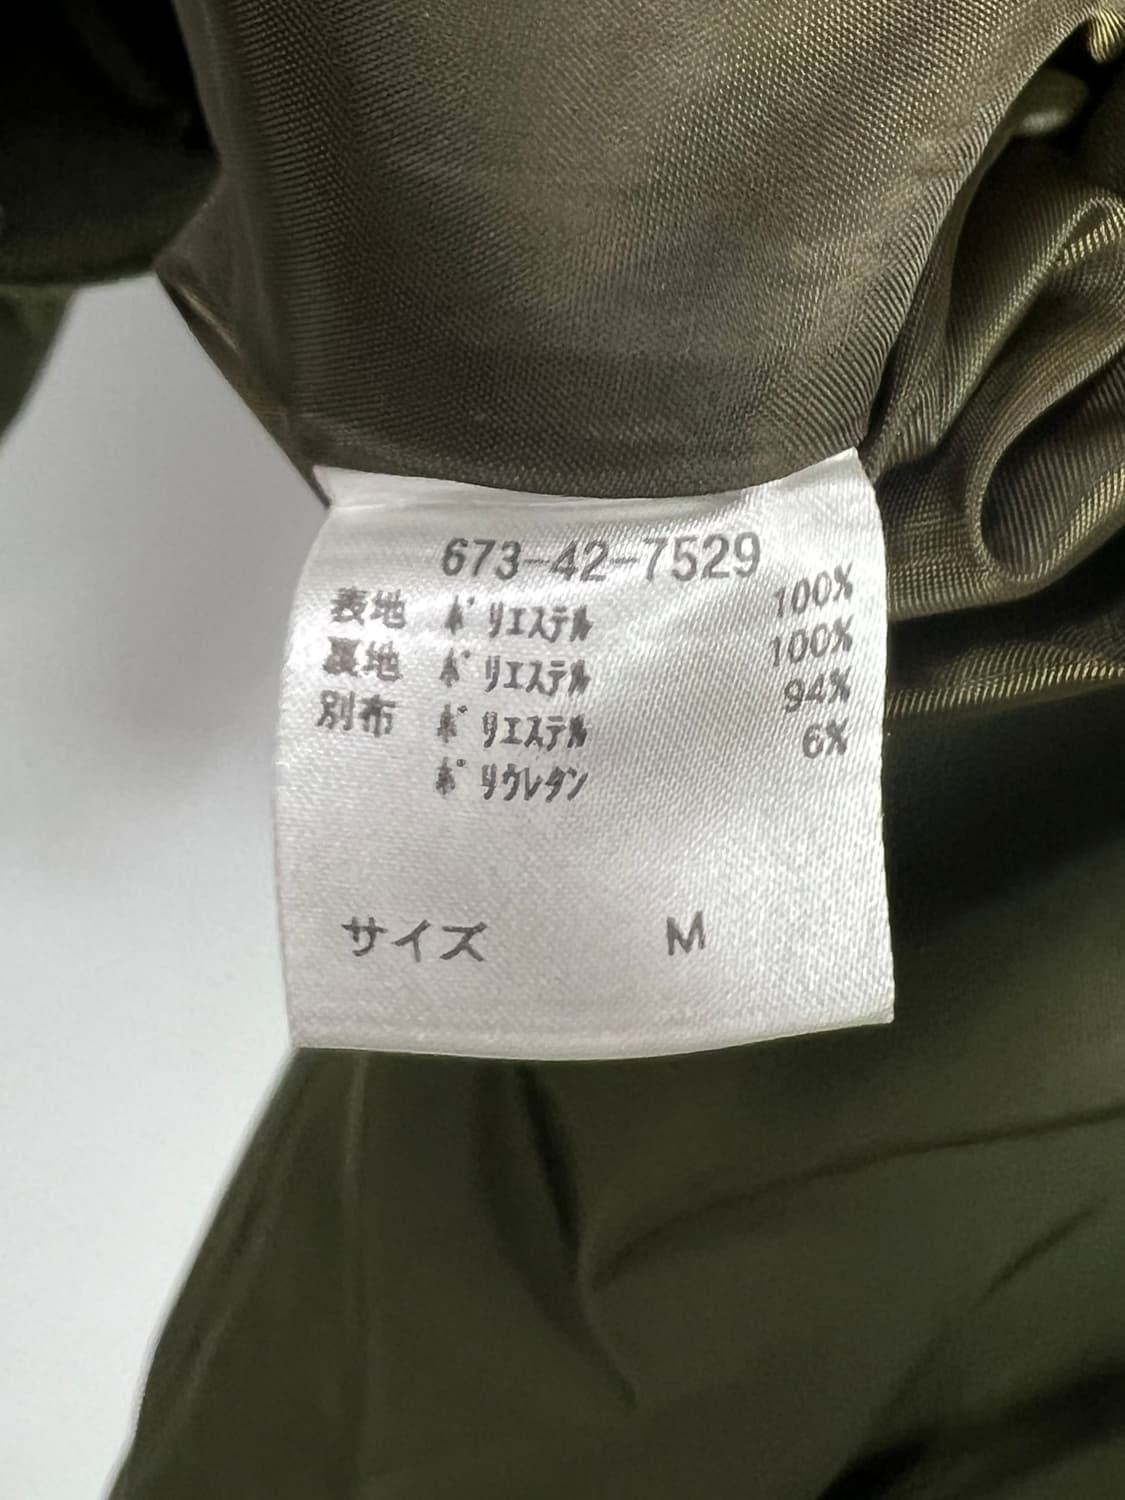 673-42-7529
表地 ポリエステル 100%
裏地 ポリエステル 100%
別布 ポリエステル 94%
ポリウレタン 6%
サイズ M